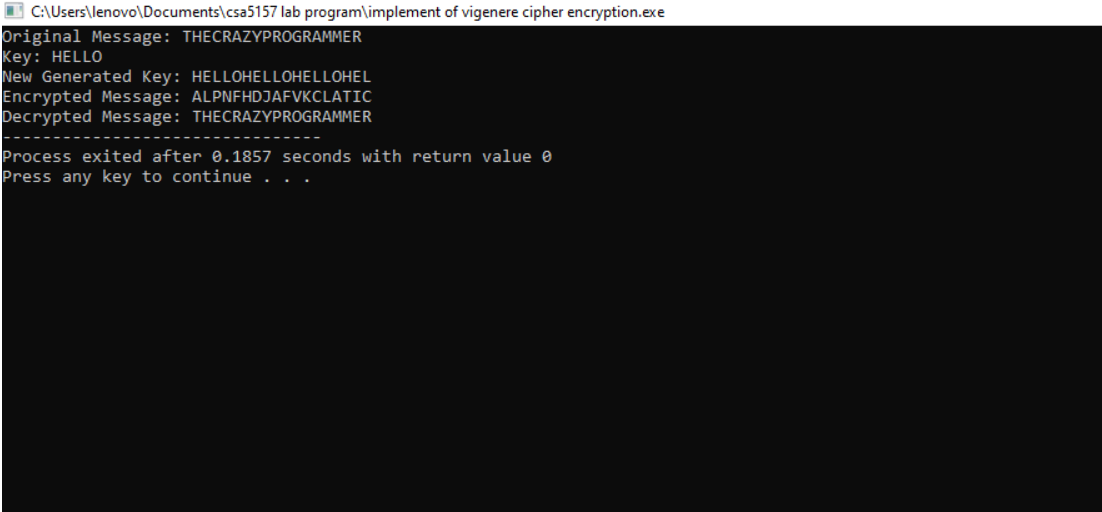 C:\Users\lenovo\Documents\csa5157 lab program\implement of vigenere cipher encryption.exe
Original Message: THECRAZYPROGRAMMER
Key: HELLO
New Generated Key: HELLOHELLOHELLOHEL
Encrypted Message: ALPNFHDJAFVKCLATIC
Decrypted Message: THECRAZYPROGRAMMER
--------------------------------
Process exited after 0.1857 seconds with return value 0
Press any key to continue . . .